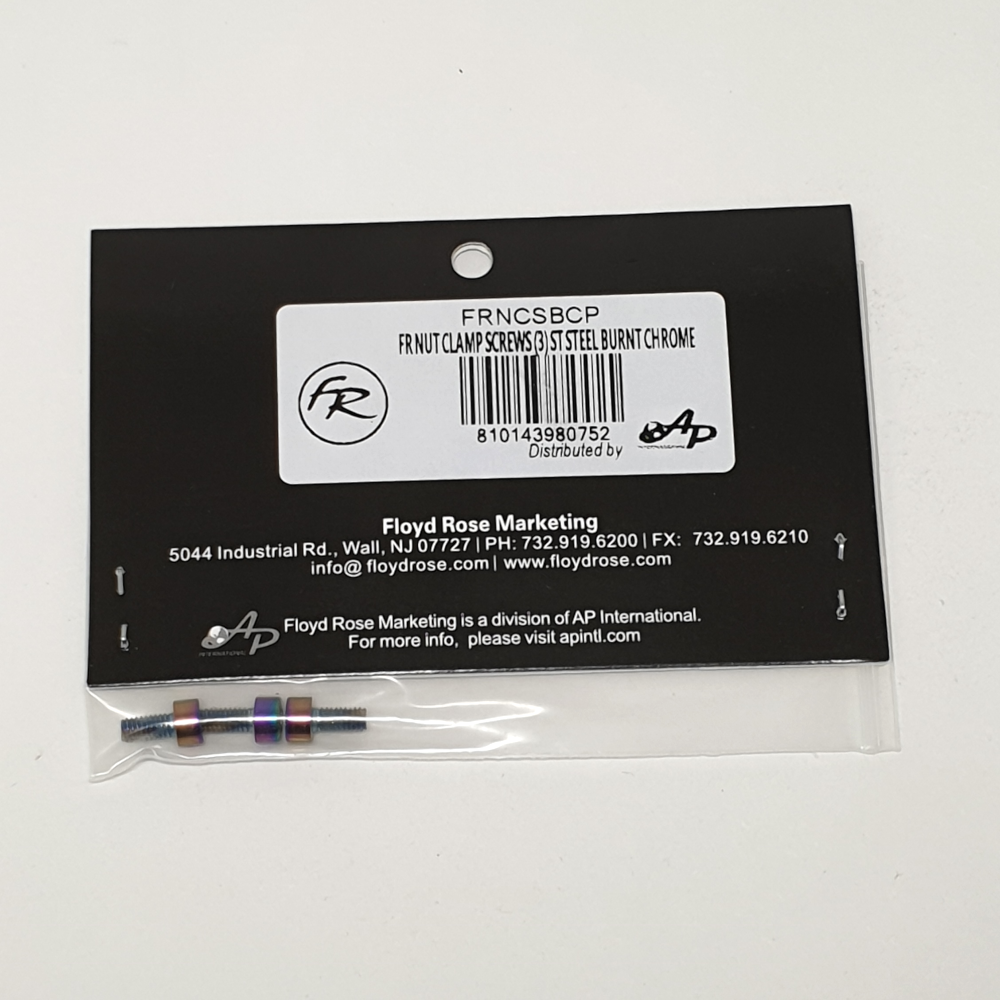 FRNCSBCP
FR NUT CLAMP SCREWS (3) ST STEEL BURNT CHROME
FR
810143980752
Distributed by
AP
Floyd Rose Marketing
5044 Industrial Rd., Wall, NJ 07727 | PH: 732.919.6200 | FX: 732.919.6210
info@ floydrose.com | www.floydrose.com
AP
Floyd Rose Marketing is a division of AP International.
For more info, please visit apintl.com